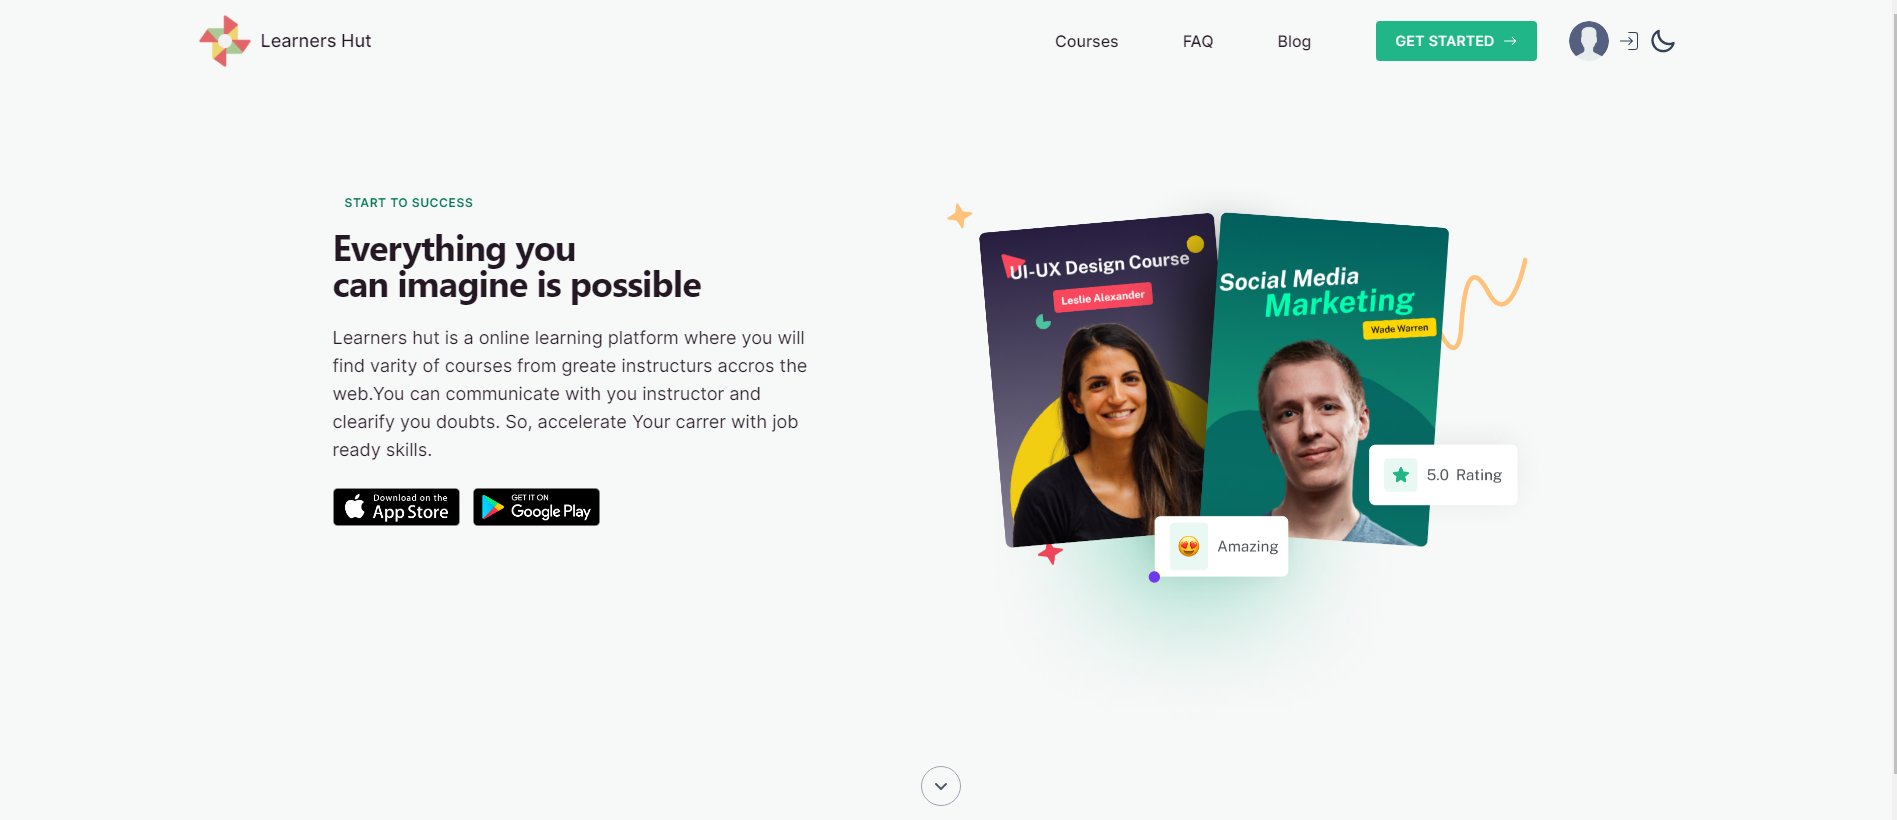 Learners Hut
Courses
FAQ
Blog
GET STARTED
START TO SUCCESS
Everything you
can imagine is possible
Learners hut is a online learning platform where you will
find varity of courses from greate instructurs accros the
web.You can communicate with you instructor and
clearify you doubts. So, accelerate Your carrer with job
ready skills.
Download on the
App Store
GET IT ON
Google Play
UI-UX Design Course
Leslie Alexander
Social Media
Marketing
Wade Warren
5.0 Rating
Amazing